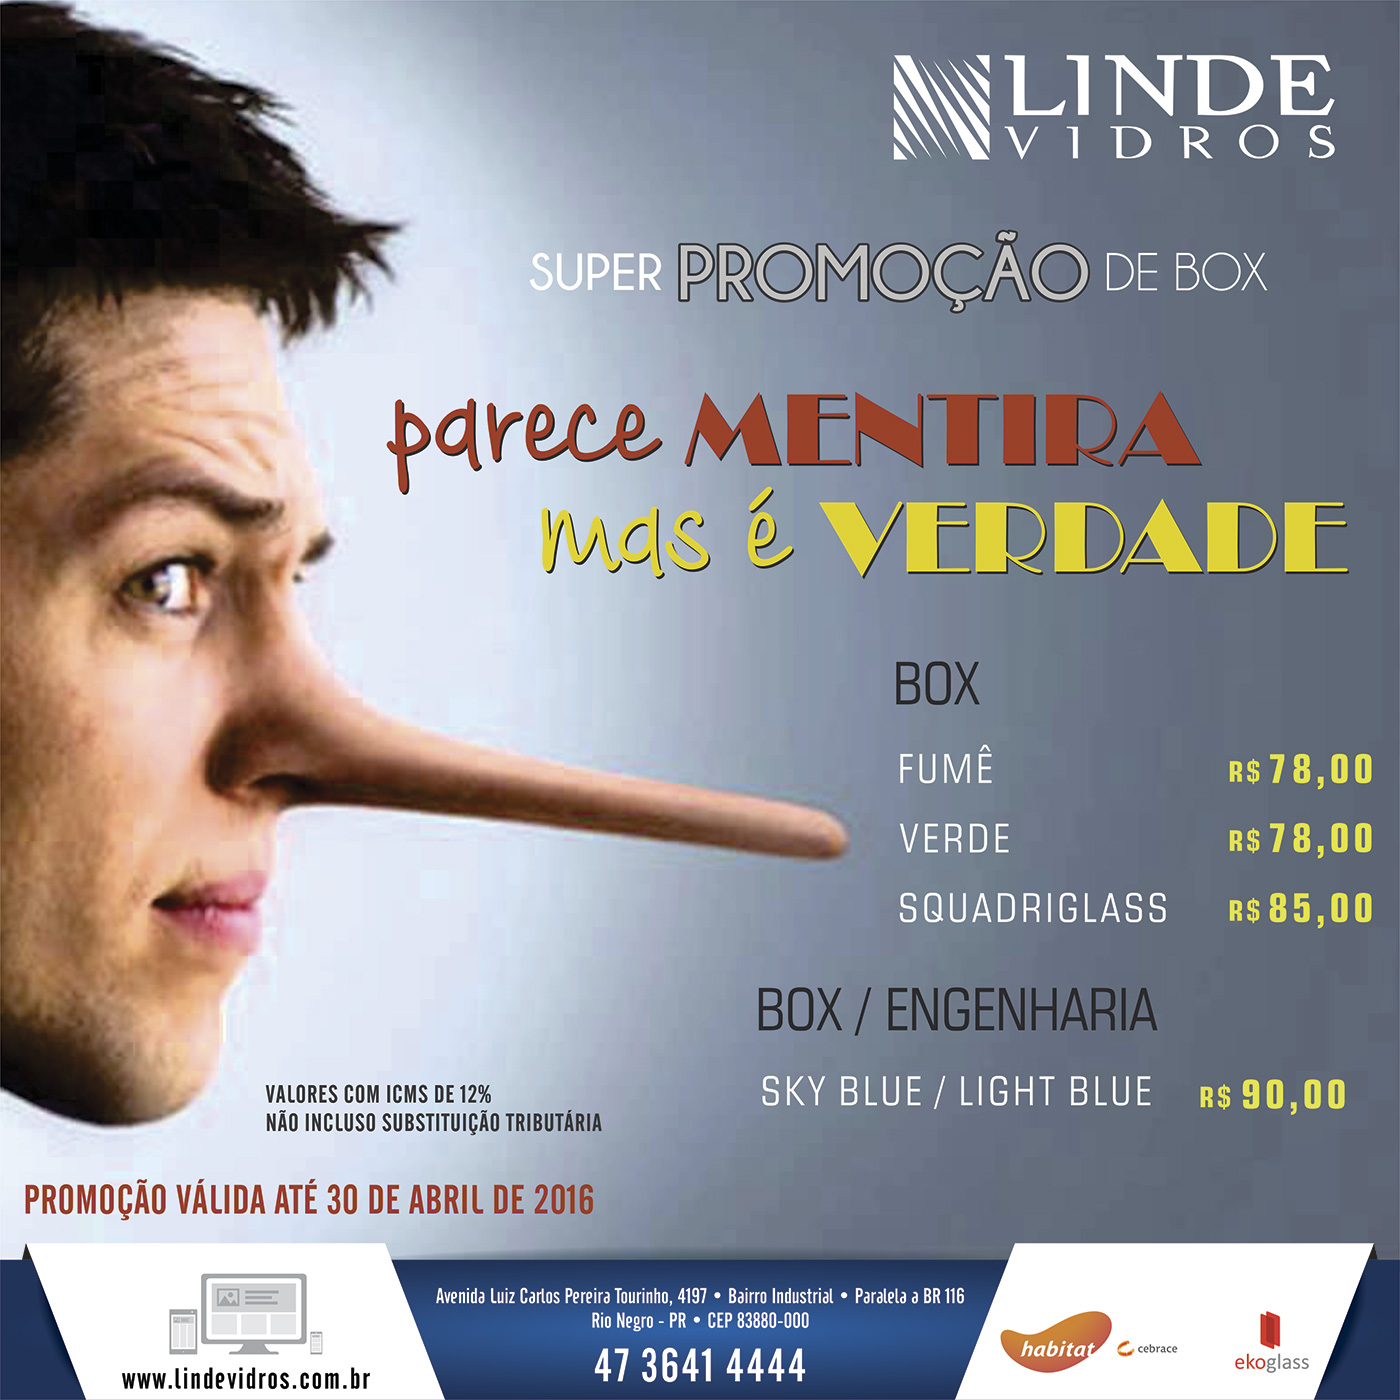 LINDE
VIDROS
SUPER PROMOÇÃO DE BOX
parece MENTIRA
mas é VERDADE
BOX
FUMÊ R$ 78,00
VERDE R$ 78,00
SQUADRIGLASS R$ 85,00
BOX / ENGENHARIA
SKY BLUE / LIGHT BLUE R$ 90,00
VALORES COM ICMS DE 12%
NÃO INCLUSO SUBSTITUIÇÃO TRIBUTÁRIA
PROMOÇÃO VÁLIDA ATÉ 30 DE ABRIL DE 2016
www.lindevidros.com.br
Avenida Luiz Carlos Pereira Tourinho, 4197 • Bairro Industrial • Paralela a BR 116
Rio Negro - PR • CEP 83880-000
47 3641 4444
habitat cebrace
ekoglass